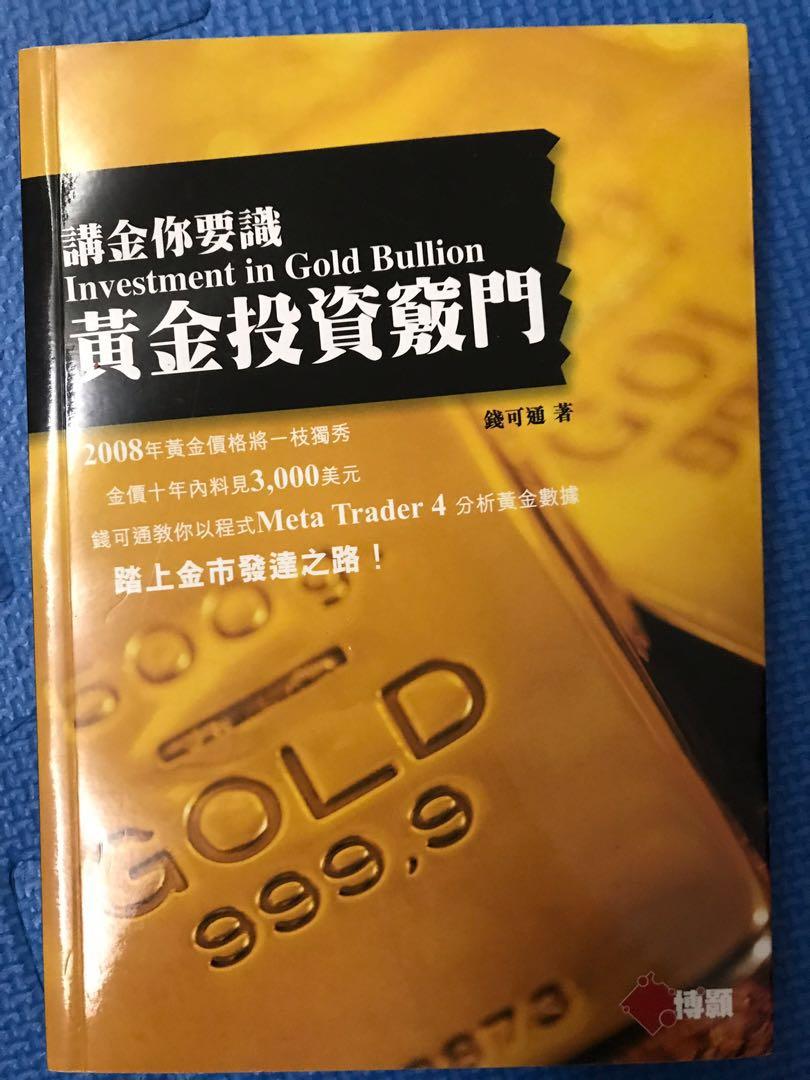 講金你要識
Investment in Gold Bullion
黃金投資竅門
錢可通 著
2008年黃金價格將一枝獨秀
金價十年內料見3,000美元
錢可通教你以程式Meta Trader 4 分析黃金數據
踏上金市發達之路！
500g
GOLD
999,9
博顥